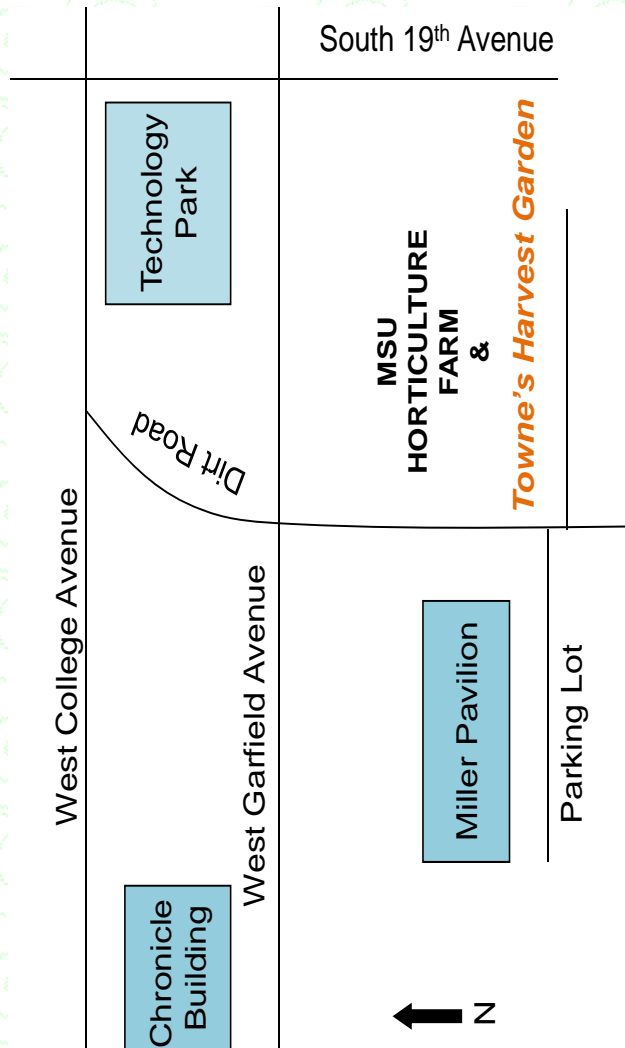 South 19th Avenue
Technology
Park
MSU
HORTICULTURE
FARM
&
Towne's Harvest Garden
Dirt Road
West College Avenue
West Garfield Avenue
Miller Pavilion
Parking Lot
Chronicle
Building
N